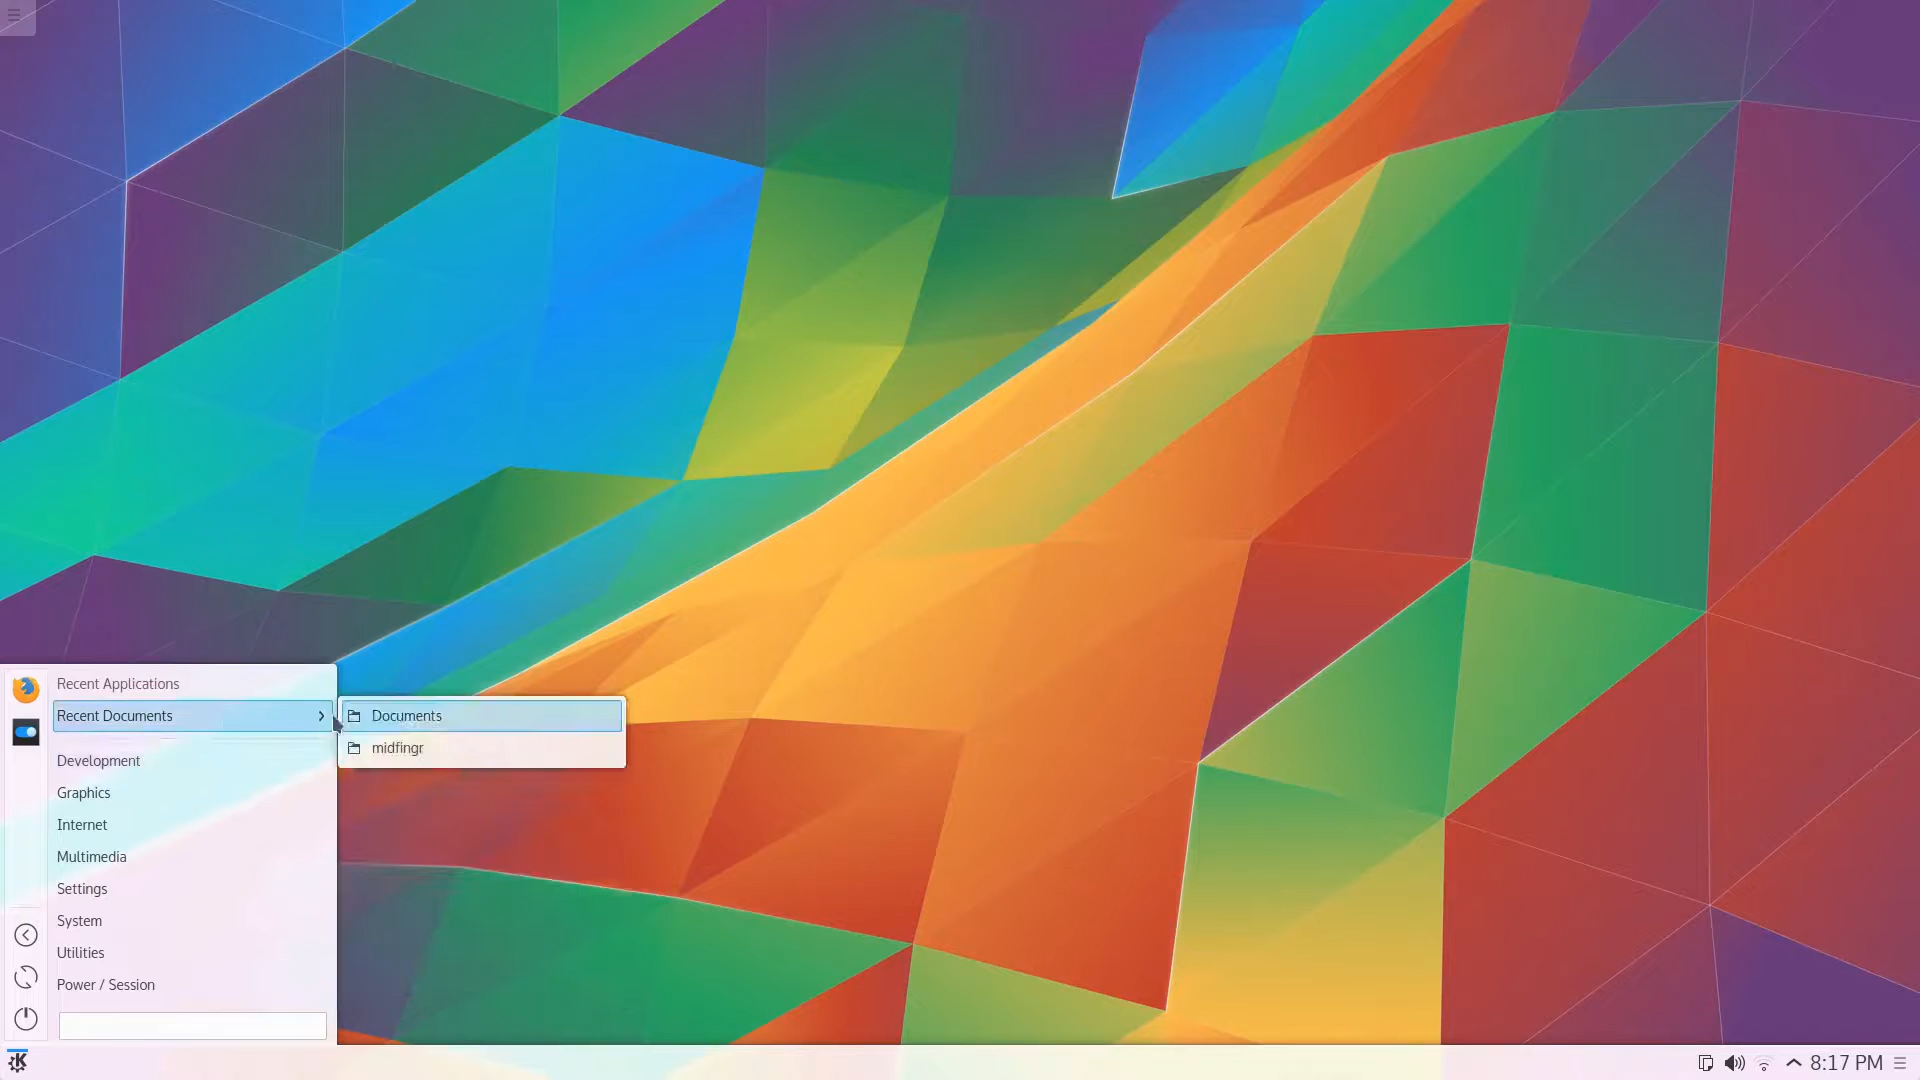 Recent Applications
Recent Documents
Documents
midfingr
Development
Graphics
Internet
Multimedia
Settings
System
Utilities
Power / Session
8:17 PM